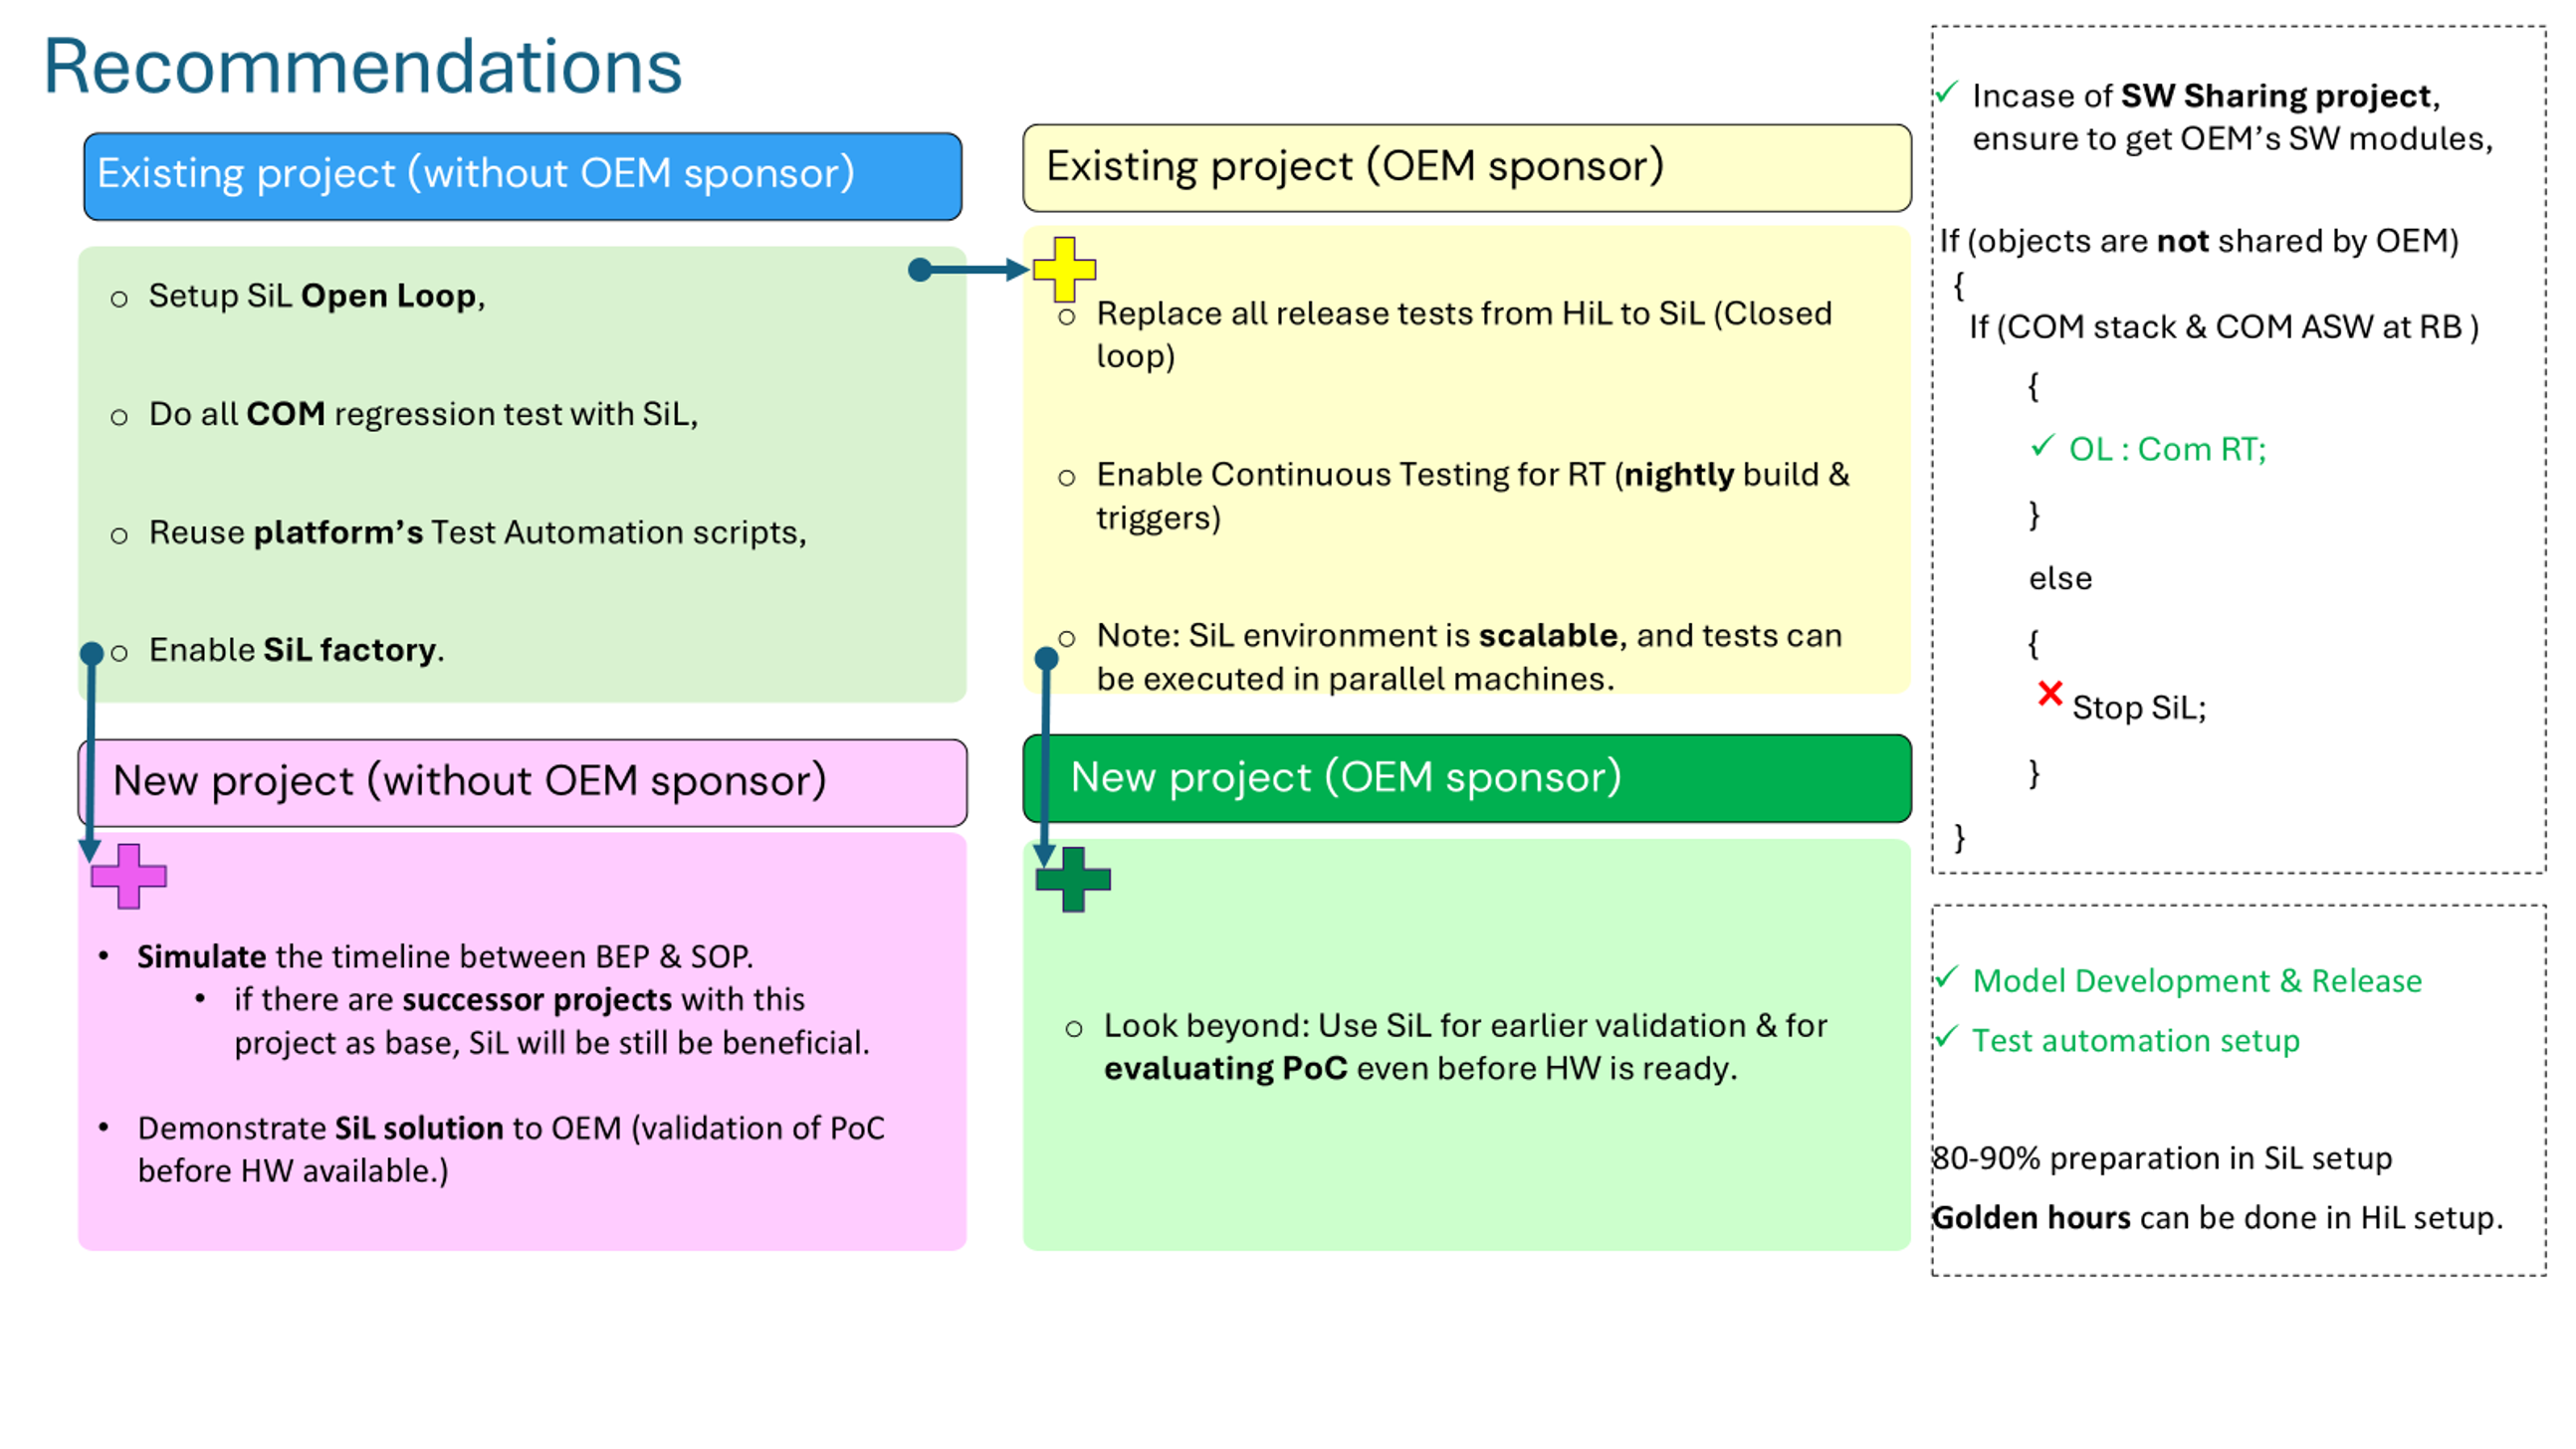 Recommendations
Existing project (without OEM sponsor)
o Setup SiL Open Loop,
o Do all COM regression test with SiL,
o Reuse platform's Test Automation scripts,
o Enable SiL factory.
Existing project (OEM sponsor)
o Replace all release tests from HiL to SiL (Closed
loop)
o Enable Continuous Testing for RT (nightly build &
triggers)
o Note: SiL environment is scalable, and tests can
be executed in parallel machines.
New project (without OEM sponsor)
• Simulate the timeline between BEP & SOP.
• if there are successor projects with this
project as base, SiL will be still be beneficial.
• Demonstrate SiL solution to OEM (validation of PoC
before HW available.)
New project (OEM sponsor)
o Look beyond: Use SiL for earlier validation & for
evaluating PoC even before HW is ready.
✓ Incase of SW Sharing project,
ensure to get OEM’s SW modules,
If (objects are not shared by OEM)
{
If (COM stack & COM ASW at RB )
{
✓ OL : Com RT;
}
else
{
✕ Stop SiL;
}
}
✓ Model Development & Release
✓ Test automation setup
80-90% preparation in SiL setup
Golden hours can be done in HiL setup.